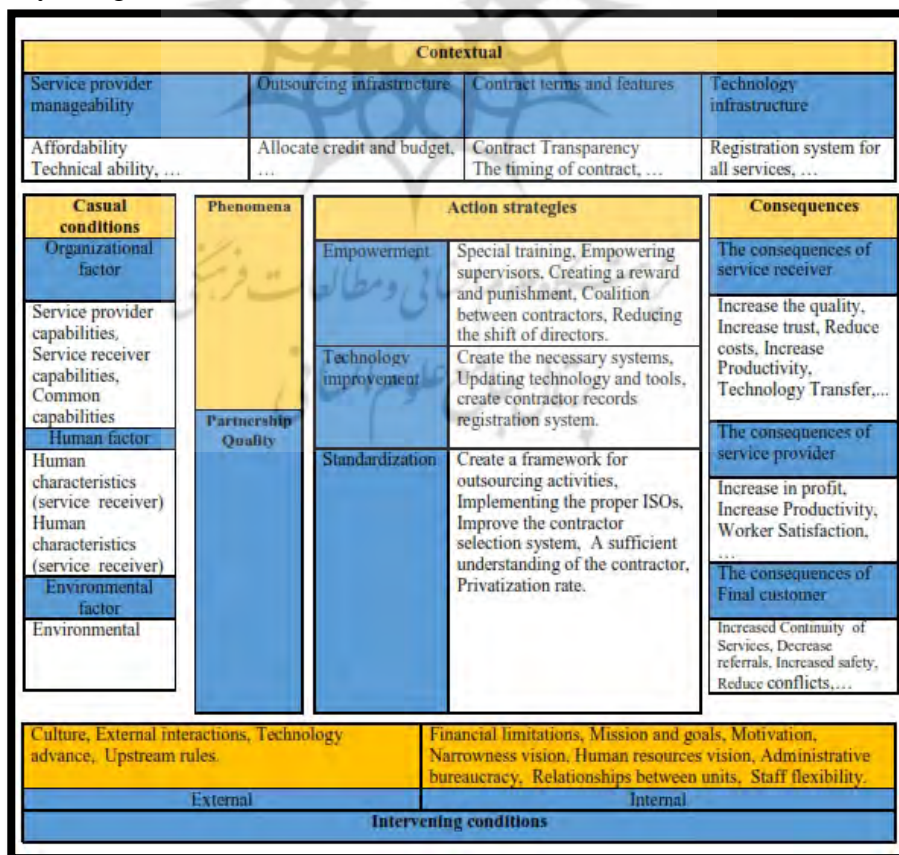 Contextual
Service provider manageability
Outsourcing infrastructure
Contract terms and features
Technology infrastructure
Affordability
Technical ability, …
Allocate credit and budget,
…
Contract Transparency
The timing of contract, …
Registration system for
all services, …
Casual
conditions
Organizational
factor
Service provider
capabilities,
Service receiver
capabilities,
Common
capabilities
Human factor
Human
characteristics
(service receiver)
Human
characteristics
(service receiver)
Environmental
factor
Environmental
Phenomena
Partnership
Quality
Action strategies
Empowerment
Special training, Empowering
supervisors, Creating a reward
and punishment, Coalition
between contractors, Reducing
the shift of directors.
Technology
improvement
Create the necessary systems,
Updating technology and tools,
create contractor records
registration system.
Standardization
Create a framework for
outsourcing activities,
Implementing the proper ISOs,
Improve the contractor
selection system, A sufficient
understanding of the contractor,
Privatization rate.
Consequences
The consequences of
service receiver
Increase the quality,
Increase trust, Reduce
costs, Increase
Productivity,
Technology Transfer,...
The consequences of
service provider
Increase in profit,
Increase Productivity,
Worker Satisfaction,
…
The consequences of
Final customer
Increased Continuity of
Services, Decrease
referrals, Increased safety,
Reduce conflicts,…
Culture, External interactions, Technology
advance, Upstream rules.
Financial limitations, Mission and goals, Motivation,
Narrowness vision, Human resources vision, Administrative
bureaucracy, Relationships between units, Staff flexibility.
External
Internal
Intervening conditions